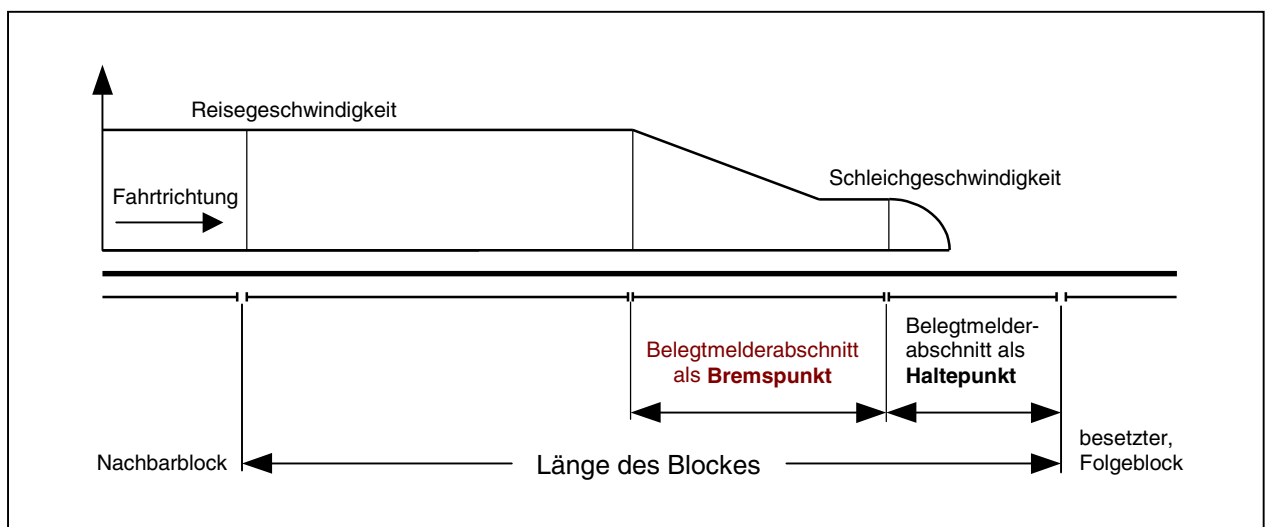 Reisegeschwindigkeit
Fahrtrichtung
Schleichgeschwindigkeit
Belegtmelderabschnitt
als Bremspunkt
Belegtmelder-
abschnitt als
Haltepunkt
Nachbarblock
Länge des Blockes
besetzter,
Folgeblock